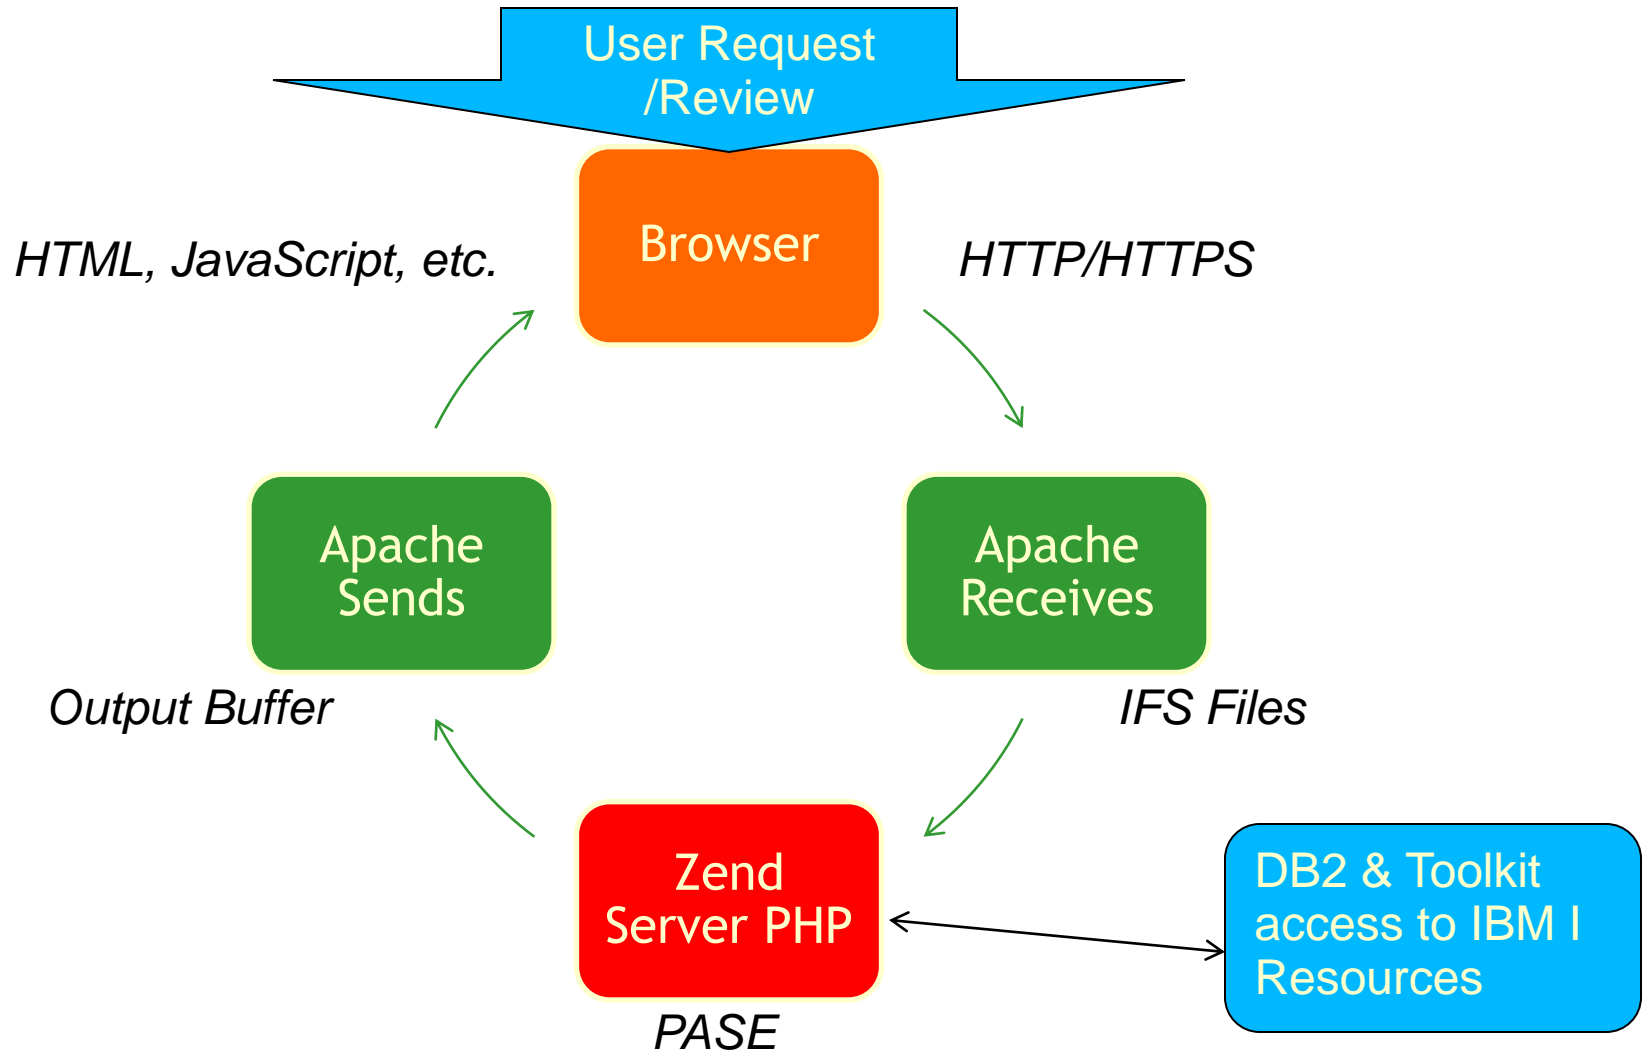 User Request
/Review
Browser
HTML, JavaScript, etc.
HTTP/HTTPS
Apache
Sends
Apache
Receives
Output Buffer
IFS Files
Zend
Server PHP
DB2 & Toolkit
access to IBM I
Resources
PASE